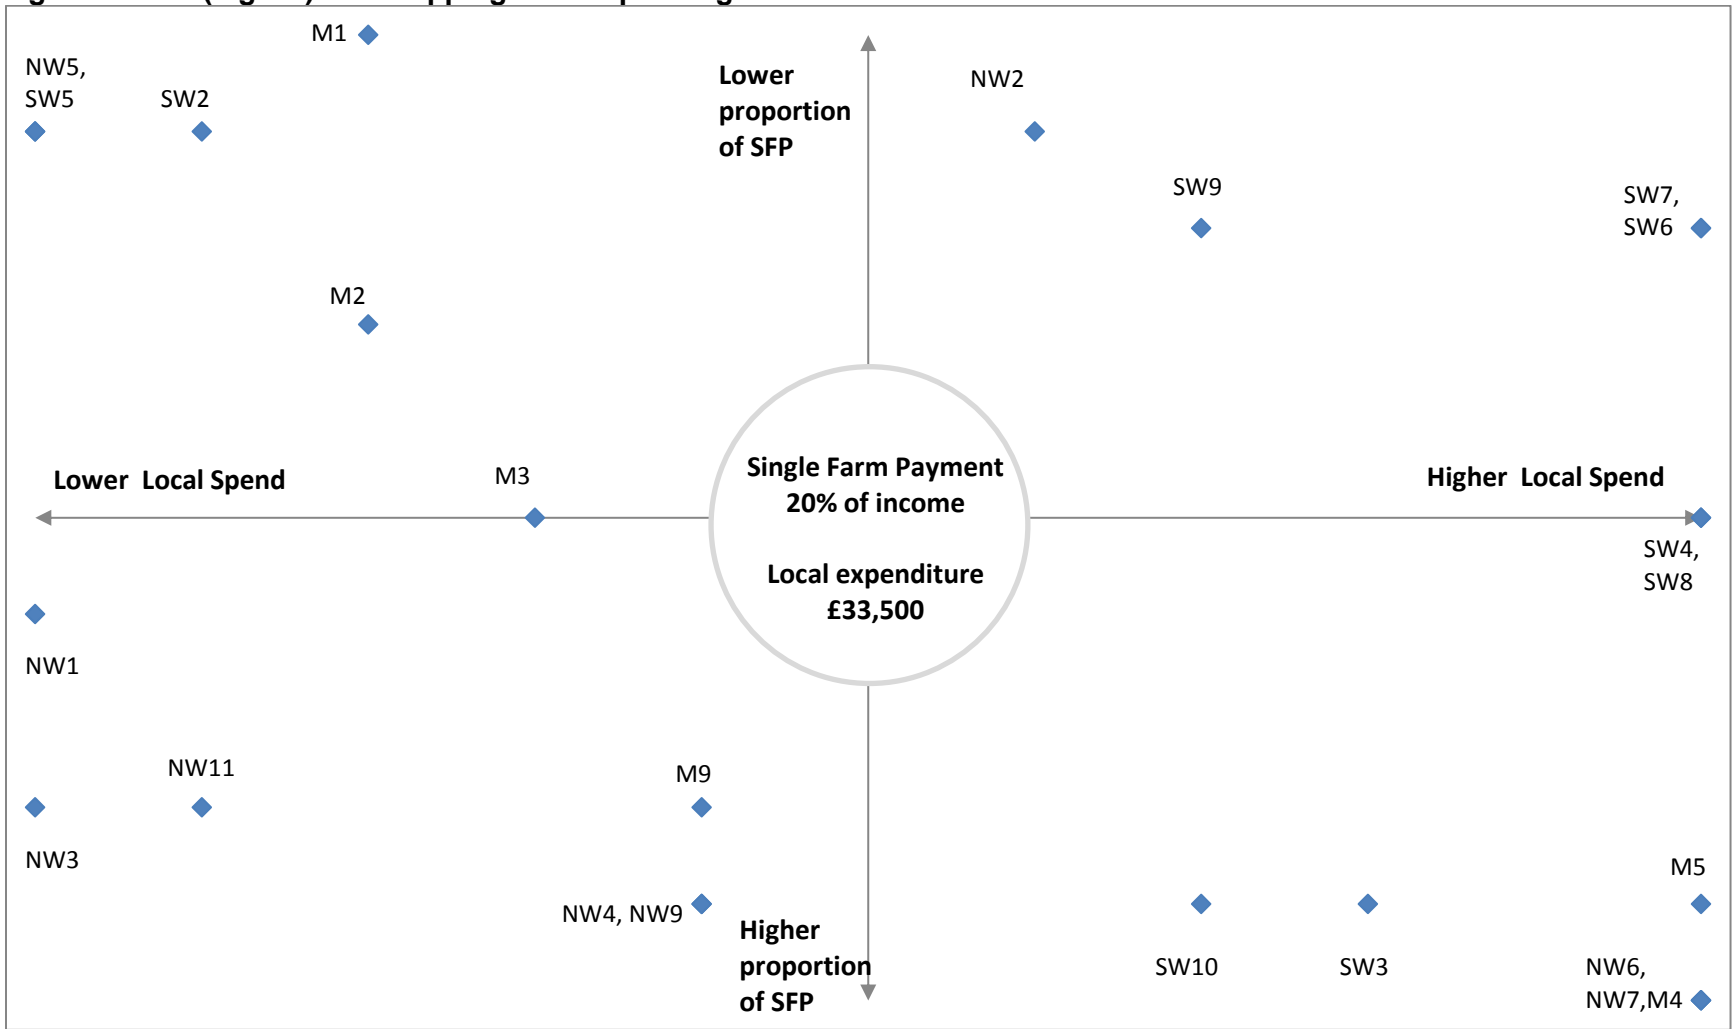 M1
NW5,
SW5
SW2
Lower
proportion
of SFP
NW2
SW9
SW7,
SW6
M2
Lower Local Spend
M3
Single Farm Payment
20% of income
Local expenditure
£33,500
Higher Local Spend
SW4,
SW8
NW1
NW11
M9
NW3
M5
NW4, NW9
Higher
proportion
of SFP
SW10
SW3
NW6,
NW7,M4